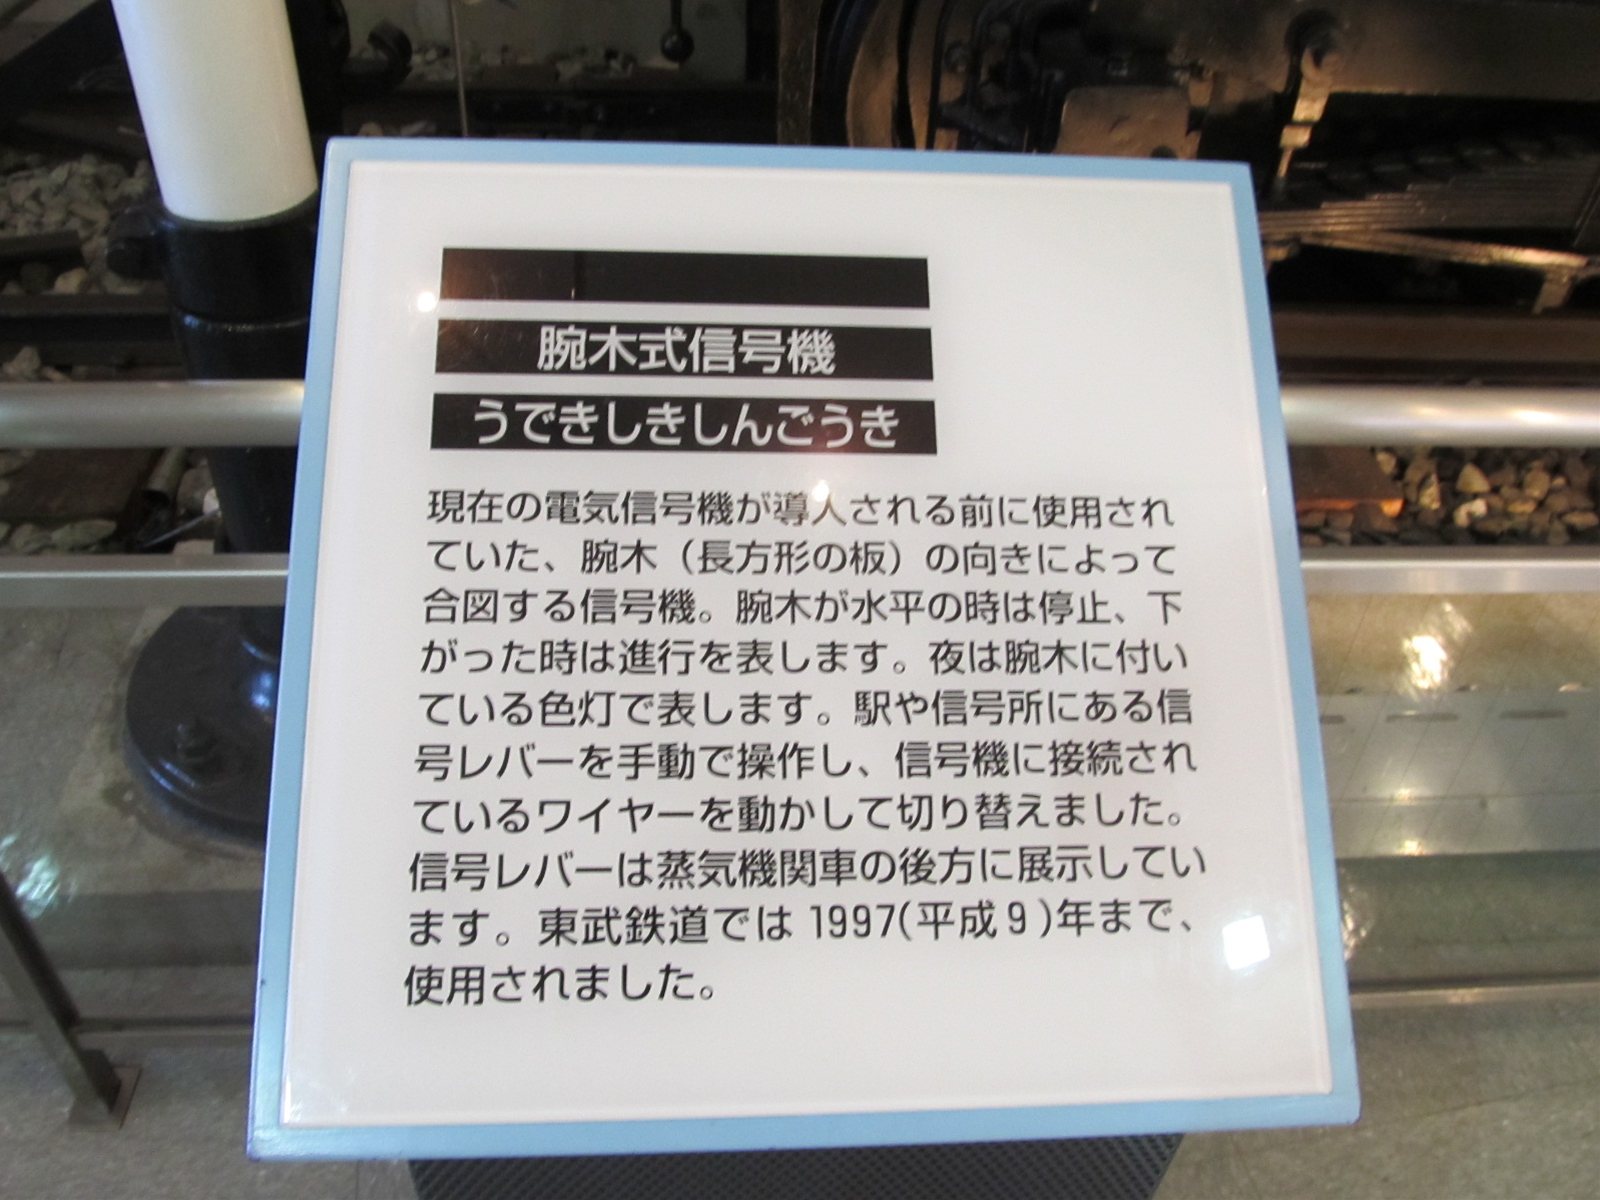 腕木式信号機
うできしきしんごうき
現在の電気信号機が導入される前に使用され
ていた、腕木（長方形の板）の向きによって
合図する信号機。腕木が水平の時は停止、下
がった時は進行を表します。夜は腕木に付い
ている色灯で表します。駅や信号所にある信
号レバーを手動で操作し、信号機に接続され
ているワイヤーを動かして切り替えました。
信号レバーは蒸気機関車の後方に展示してい
ます。東武鉄道では1997(平成9)年まで、
使用されました。